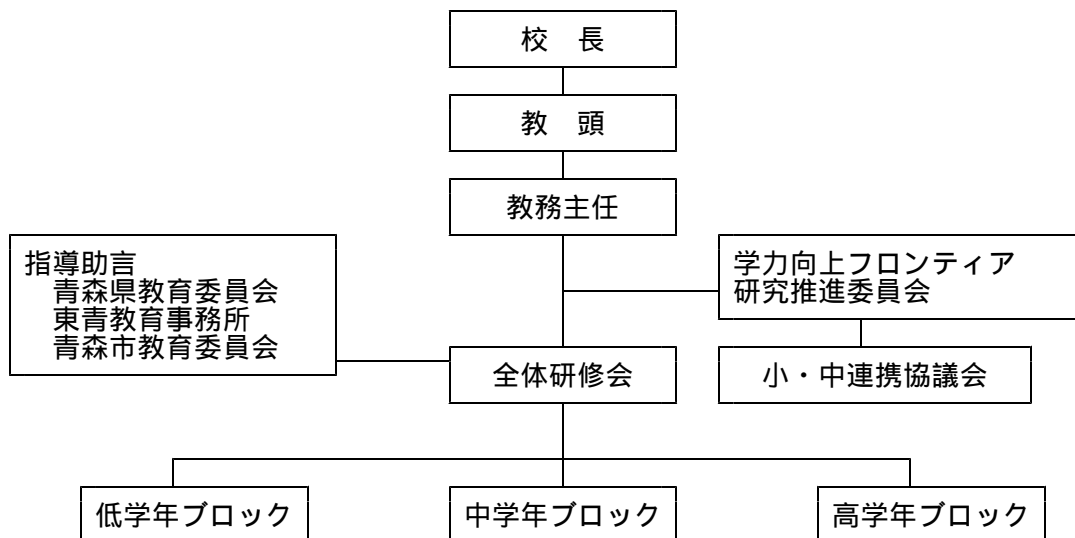 校　長
教　頭
教務主任
指導助言
　青森県教育委員会
　東青教育事務所
　青森市教育委員会
学力向上フロンティア
研究推進委員会
全体研修会
小・中連携協議会
低学年ブロック
中学年ブロック
高学年ブロック